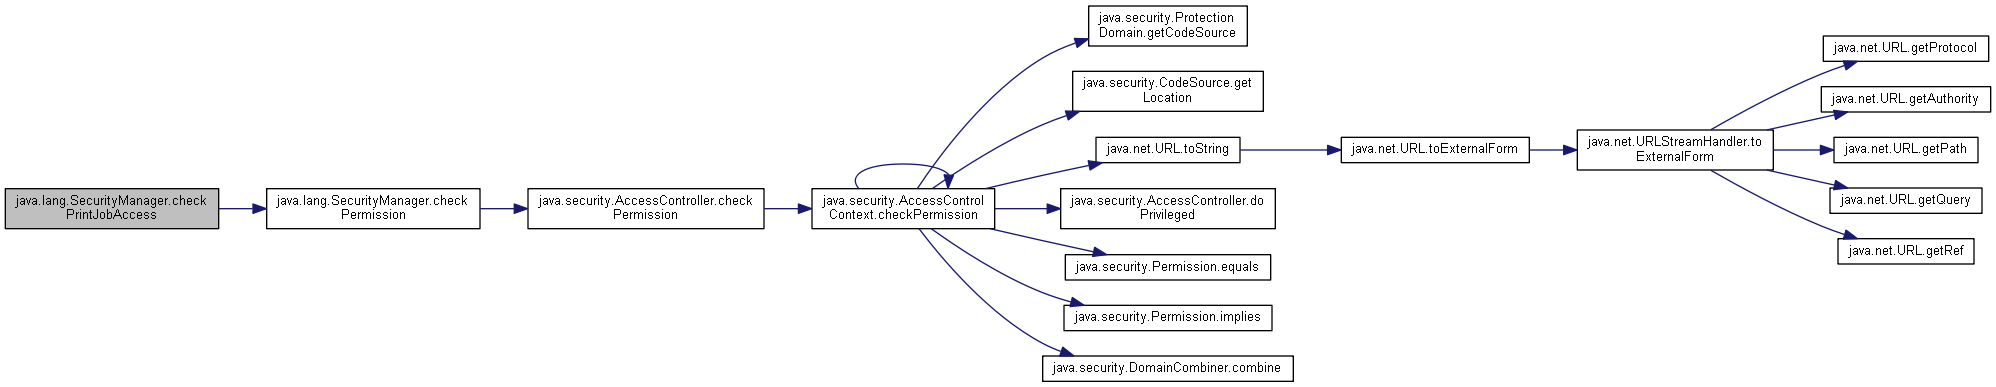 java.lang.SecurityManager.check
PrintJobAccess
java.lang.SecurityManager.check
Permission
java.security.AccessController.check
Permission
java.security.AccessControl
Context.checkPermission
java.security.Protection
Domain.getCodeSource
java.security.CodeSource.get
Location
java.net.URL.toString
java.security.AccessController.do
Privileged
java.security.Permission.equals
java.security.Permission.implies
java.security.DomainCombiner.combine
java.net.URL.toExternalForm
java.net.URLStreamHandler.to
ExternalForm
java.net.URL.getProtocol
java.net.URL.getAuthority
java.net.URL.getPath
java.net.URL.getQuery
java.net.URL.getRef